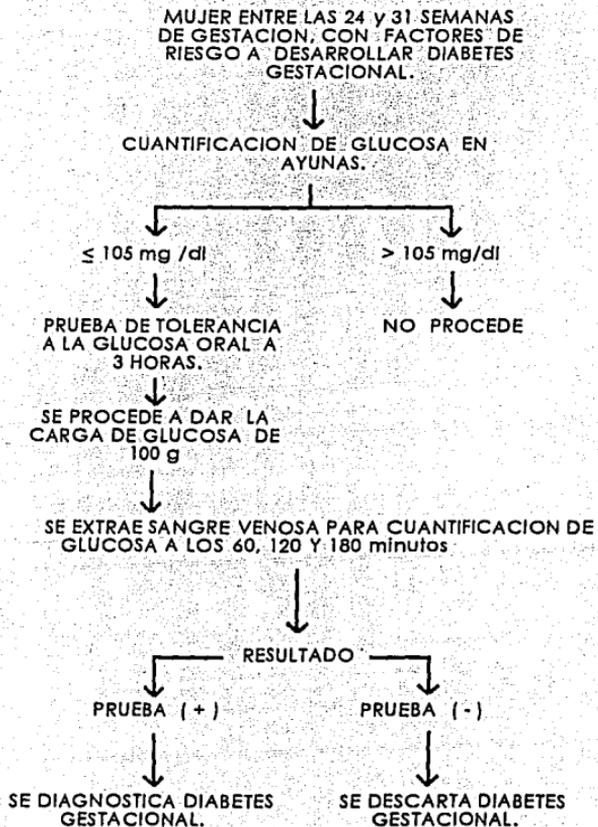 MUJER ENTRE LAS 24 y 31 SEMANAS
DE GESTACION, CON FACTORES DE
RIESGO A DESARROLLAR DIABETES
GESTACIONAL.
CUANTIFICACION DE GLUCOSA EN
AYUNAS.
≤ 105 mg /dl
> 105 mg/dl
PRUEBA DE TOLERANCIA
A LA GLUCOSA ORAL A
3 HORAS.
NO PROCEDE
SE PROCEDE A DAR LA
CARGA DE GLUCOSA DE
100 g
SE EXTRAE SANGRE VENOSA PARA CUANTIFICACION DE
GLUCOSA A LOS 60, 120 Y 180 minutos
RESULTADO
PRUEBA ( + )
PRUEBA ( - )
SE DIAGNOSTICA DIABETES
GESTACIONAL.
SE DESCARTA DIABETES
GESTACIONAL.